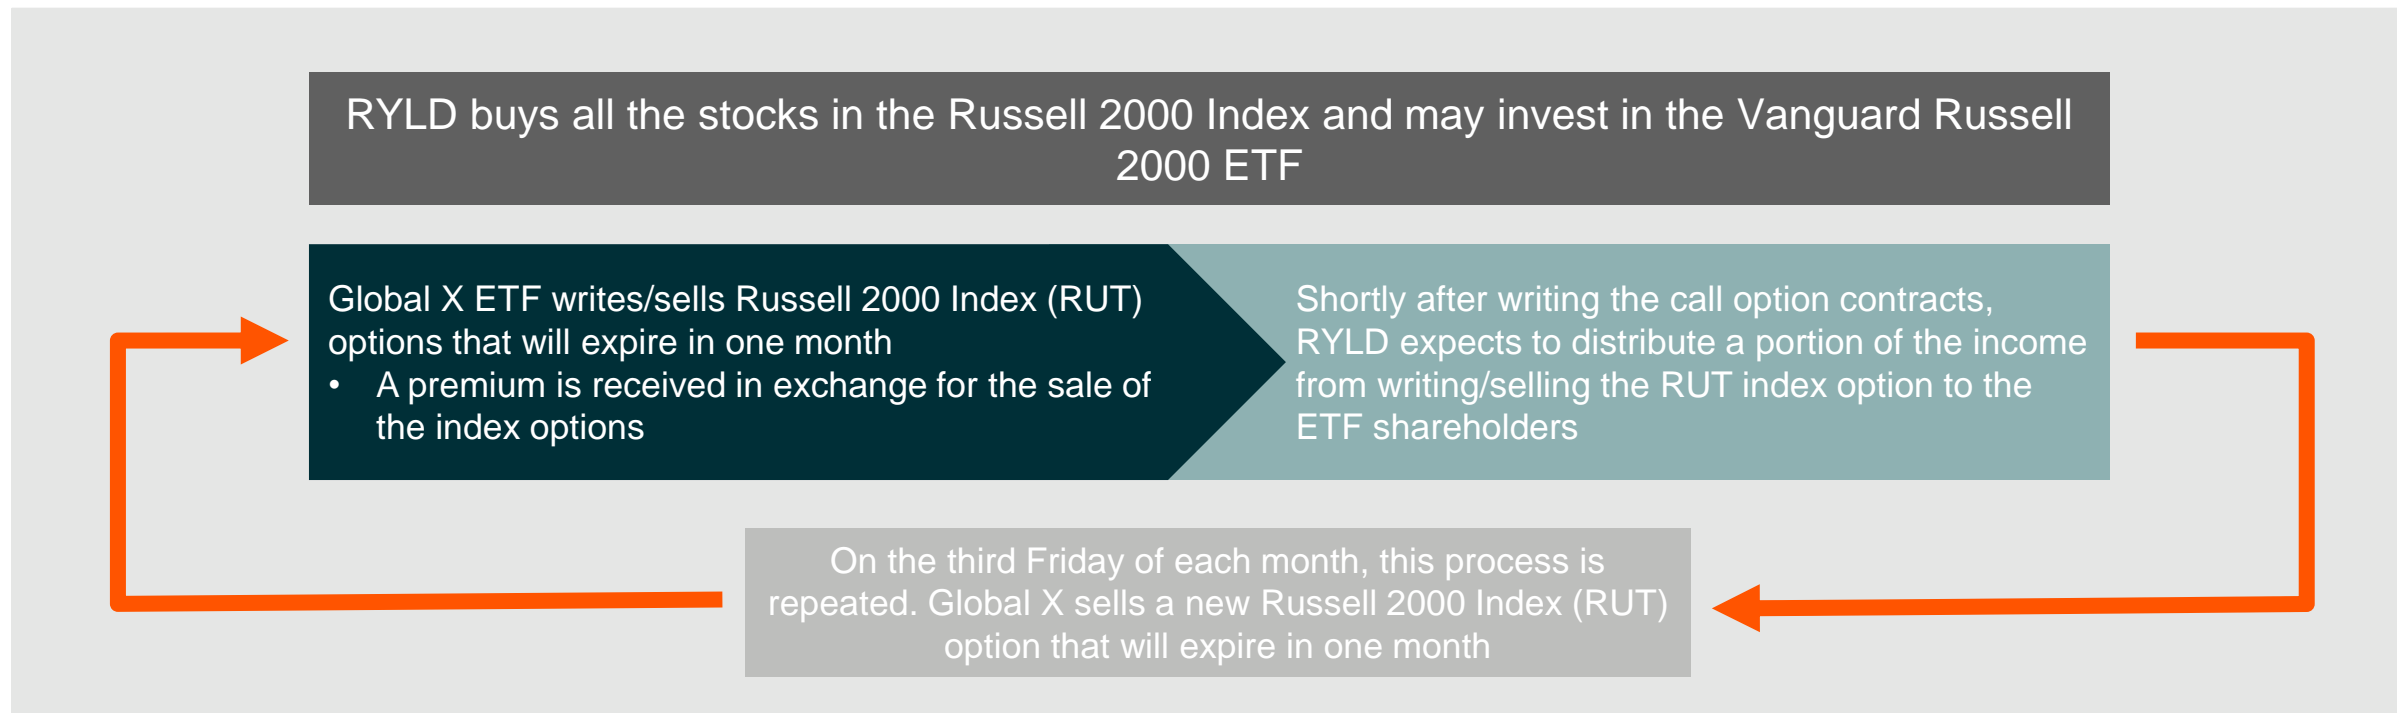 RYLD buys all the stocks in the Russell 2000 Index and may invest in the Vanguard Russell
2000 ETF
Global X ETF writes/sells Russell 2000 Index (RUT)
options that will expire in one month
• A premium is received in exchange for the sale of
the index options
Shortly after writing the call option contracts,
RYLD expects to distribute a portion of the income
from writing/selling the RUT index option to the
ETF shareholders
On the third Friday of each month, this process is
repeated. Global X sells a new Russell 2000 Index (RUT)
option that will expire in one month